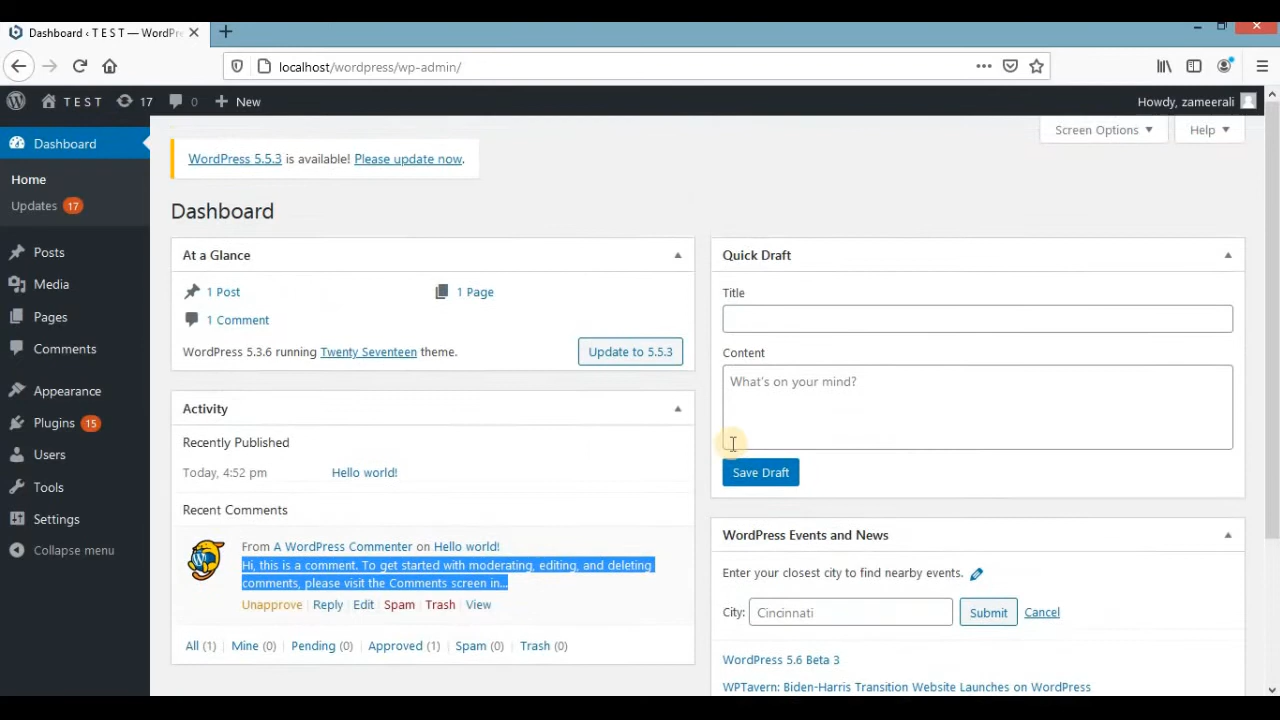 Dashboard ‹ T E S T — WordPre
localhost/wordpress/wp-admin/
T E S T 17 0 New Howdy, zameerali
Screen Options Help
Dashboard
Home
Updates 17
Posts
Media
Pages
Comments
Appearance
Plugins 15
Users
Tools
Settings
Collapse menu
WordPress 5.5.3 is available! Please update now.
Dashboard
At a Glance
1 Post 1 Page
1 Comment
WordPress 5.3.6 running Twenty Seventeen theme. Update to 5.5.3
Activity
Recently Published
Today, 4:52 pm Hello world!
Recent Comments
From A WordPress Commenter on Hello world!
Hi, this is a comment. To get started with moderating, editing, and deleting
comments, please visit the Comments screen in...
Unapprove Reply Edit Spam Trash View
All (1) Mine (0) Pending (0) Approved (1) Spam (0) Trash (0)
Quick Draft
Title
Content
What's on your mind?
Save Draft
WordPress Events and News
Enter your closest city to find nearby events.
City: Cincinnati Submit Cancel
WordPress 5.6 Beta 3
WPTavern: Biden-Harris Transition Website Launches on WordPress